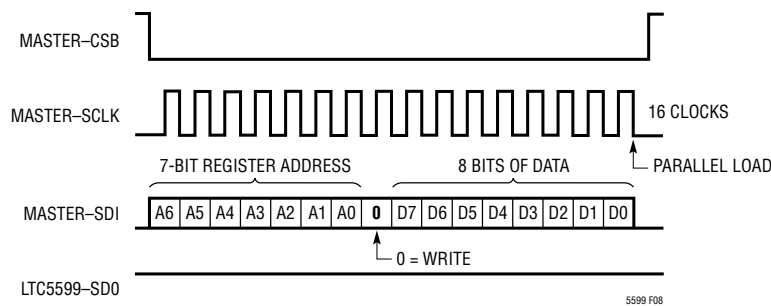 MASTER–CSB
MASTER–SCLK
16 CLOCKS
7-BIT REGISTER ADDRESS
8 BITS OF DATA
PARALLEL LOAD
MASTER–SDI
A6 A5 A4 A3 A2 A1 A0 0 D7 D6 D5 D4 D3 D2 D1 D0
0 = WRITE
LTC5599–SD0
5599 F08